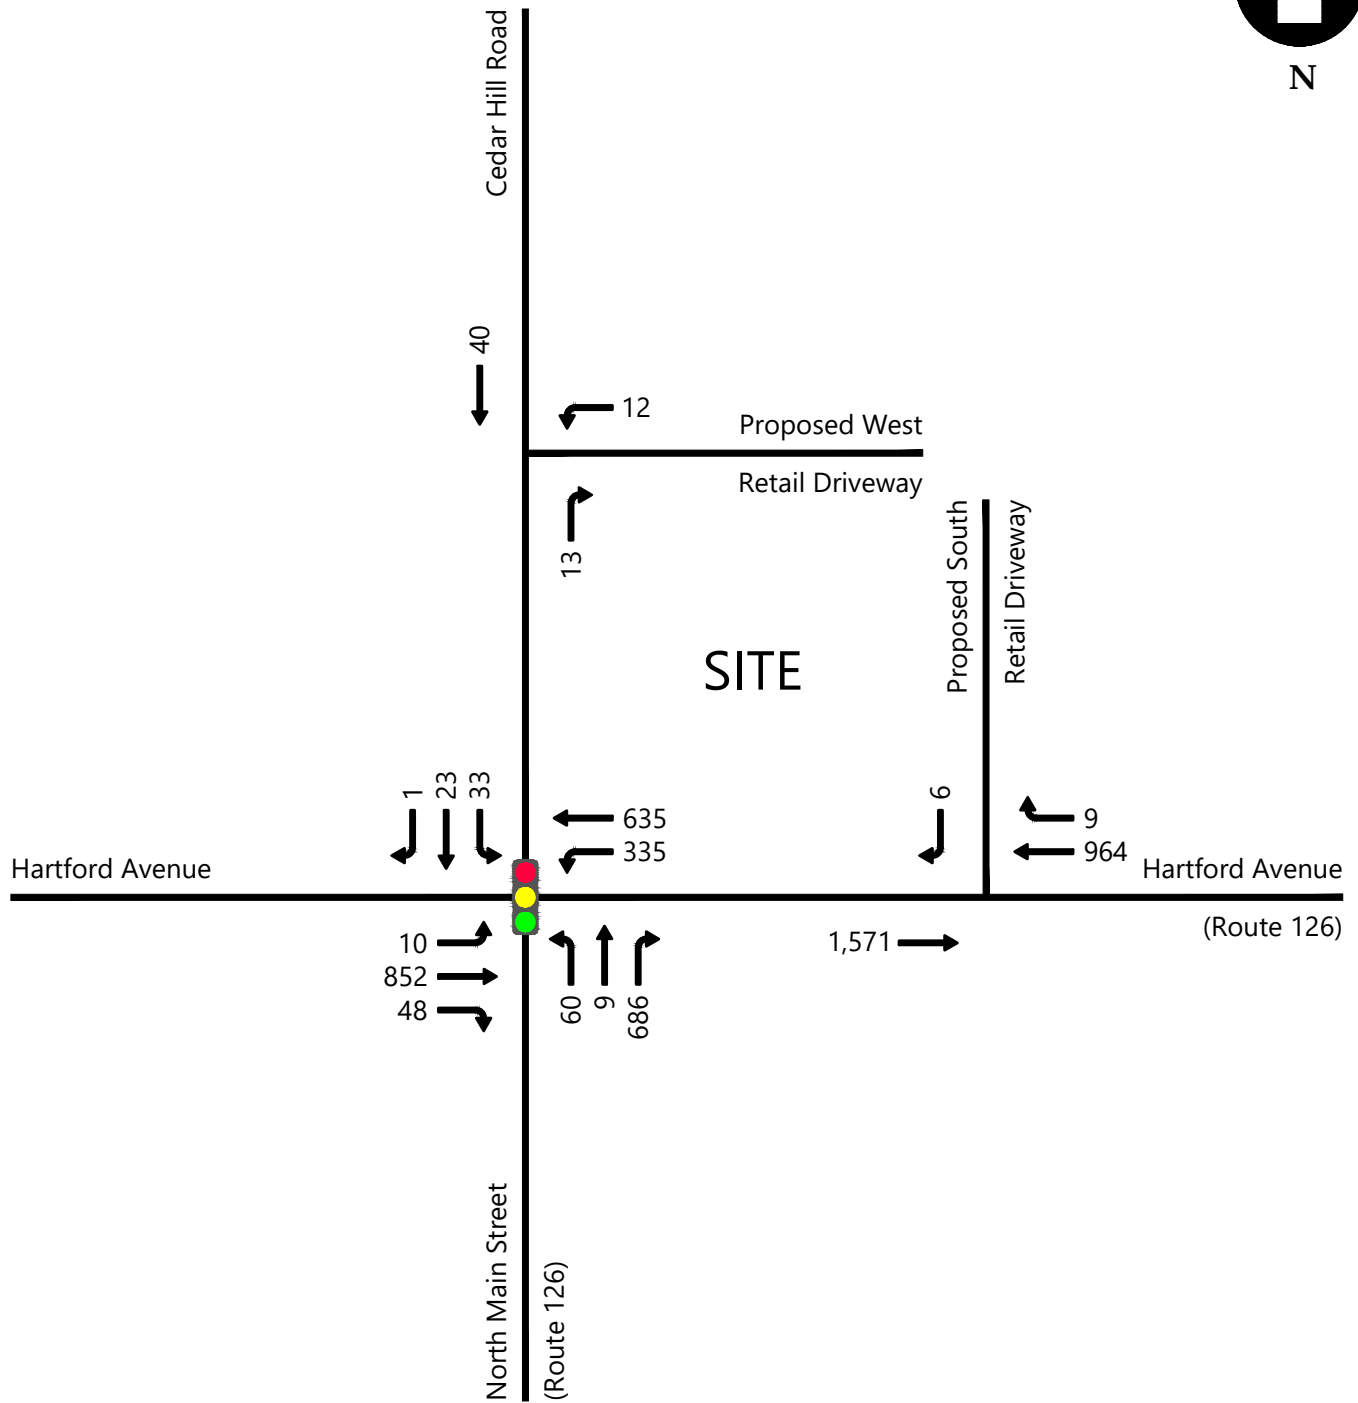 N
Cedar Hill Road
40
12
Proposed West
Retail Driveway
13
Proposed South
Retail Driveway
SITE
1
23
33
635
335
6
9
964
Hartford Avenue
Hartford Avenue
(Route 126)
10
852
48
60
9
686
1,571
North Main Street
(Route 126)